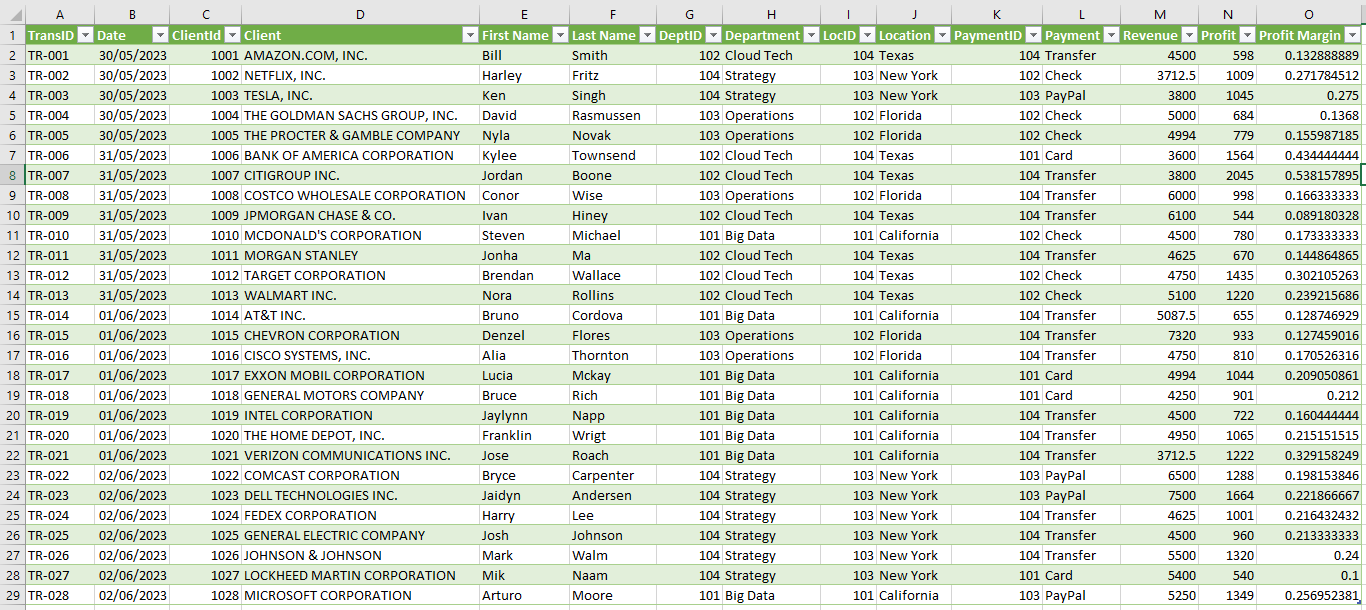 A B C D E F G H I J K L M N O
1 TransID Date ClientId Client First Name Last Name DeptID Department LocID Location PaymentID Payment Revenue Profit Profit Margin
2 TR-001 30/05/2023 1001 AMAZON.COM, INC. Bill Smith 102 Cloud Tech 104 Texas 104 Transfer 4500 598 0.132888889
3 TR-002 30/05/2023 1002 NETFLIX, INC. Harley Fritz 104 Strategy 103 New York 102 Check 3712.5 1009 0.271784512
4 TR-003 30/05/2023 1003 TESLA, INC. Ken Singh 104 Strategy 103 New York 103 PayPal 3800 1045 0.275
5 TR-004 30/05/2023 1004 THE GOLDMAN SACHS GROUP, INC. David Rasmussen 103 Operations 102 Florida 102 Check 5000 684 0.1368
6 TR-005 30/05/2023 1005 THE PROCTER & GAMBLE COMPANY Nyla Novak 103 Operations 102 Florida 102 Check 4994 779 0.155987185
7 TR-006 31/05/2023 1006 BANK OF AMERICA CORPORATION Kylee Townsend 102 Cloud Tech 104 Texas 101 Card 3600 1564 0.434444444
8 TR-007 31/05/2023 1007 CITIGROUP INC. Jordan Boone 102 Cloud Tech 104 Texas 104 Transfer 3800 2045 0.538157895
9 TR-008 31/05/2023 1008 COSTCO WHOLESALE CORPORATION Conor Wise 103 Operations 102 Florida 104 Transfer 6000 998 0.166333333
10 TR-009 31/05/2023 1009 JPMORGAN CHASE & CO. Ivan Hiney 102 Cloud Tech 104 Texas 104 Transfer 6100 544 0.089180328
11 TR-010 31/05/2023 1010 MCDONALD'S CORPORATION Steven Michael 101 Big Data 101 California 102 Check 4500 780 0.173333333
12 TR-011 31/05/2023 1011 MORGAN STANLEY Jonha Ma 102 Cloud Tech 104 Texas 104 Transfer 4625 670 0.144864865
13 TR-012 31/05/2023 1012 TARGET CORPORATION Brendan Wallace 102 Cloud Tech 104 Texas 102 Check 4750 1435 0.302105263
14 TR-013 31/05/2023 1013 WALMART INC. Nora Rollins 102 Cloud Tech 104 Texas 102 Check 5100 1220 0.239215686
15 TR-014 01/06/2023 1014 AT&T INC. Bruno Cordova 101 Big Data 101 California 104 Transfer 5087.5 655 0.128746929
16 TR-015 01/06/2023 1015 CHEVRON CORPORATION Denzel Flores 103 Operations 102 Florida 104 Transfer 7320 933 0.127459016
17 TR-016 01/06/2023 1016 CISCO SYSTEMS, INC. Alia Thornton 103 Operations 102 Florida 104 Transfer 4750 810 0.170526316
18 TR-017 01/06/2023 1017 EXXON MOBIL CORPORATION Lucia Mckay 101 Big Data 101 California 101 Card 4994 1044 0.209050861
19 TR-018 01/06/2023 1018 GENERAL MOTORS COMPANY Bruce Rich 101 Big Data 101 California 101 Card 4250 901 0.212
20 TR-019 01/06/2023 1019 INTEL CORPORATION Jaylynn Napp 101 Big Data 101 California 104 Transfer 4500 722 0.160444444
21 TR-020 01/06/2023 1020 THE HOME DEPOT, INC. Franklin Wrigt 101 Big Data 101 California 104 Transfer 4950 1065 0.215151515
22 TR-021 01/06/2023 1021 VERIZON COMMUNICATIONS INC. Jose Roach 101 Big Data 101 California 104 Transfer 3712.5 1222 0.329158249
23 TR-022 02/06/2023 1022 COMCAST CORPORATION Bryce Carpenter 104 Strategy 103 New York 103 PayPal 6500 1288 0.198153846
24 TR-023 02/06/2023 1023 DELL TECHNOLOGIES INC. Jaidyn Andersen 104 Strategy 103 New York 103 PayPal 7500 1664 0.221866667
25 TR-024 02/06/2023 1024 FEDEX CORPORATION Harry Lee 104 Strategy 103 New York 104 Transfer 4625 1001 0.216432432
26 TR-025 02/06/2023 1025 GENERAL ELECTRIC COMPANY Josh Johnson 104 Strategy 103 New York 104 Transfer 4500 960 0.213333333
27 TR-026 02/06/2023 1026 JOHNSON & JOHNSON Mark Walm 104 Strategy 103 New York 104 Transfer 5500 1320 0.24
28 TR-027 02/06/2023 1027 LOCKHEED MARTIN CORPORATION Mik Naam 104 Strategy 103 New York 101 Card 5400 540 0.1
29 TR-028 02/06/2023 1028 MICROSOFT CORPORATION Arturo Moore 101 Big Data 101 California 103 PayPal 5250 1349 0.256952381